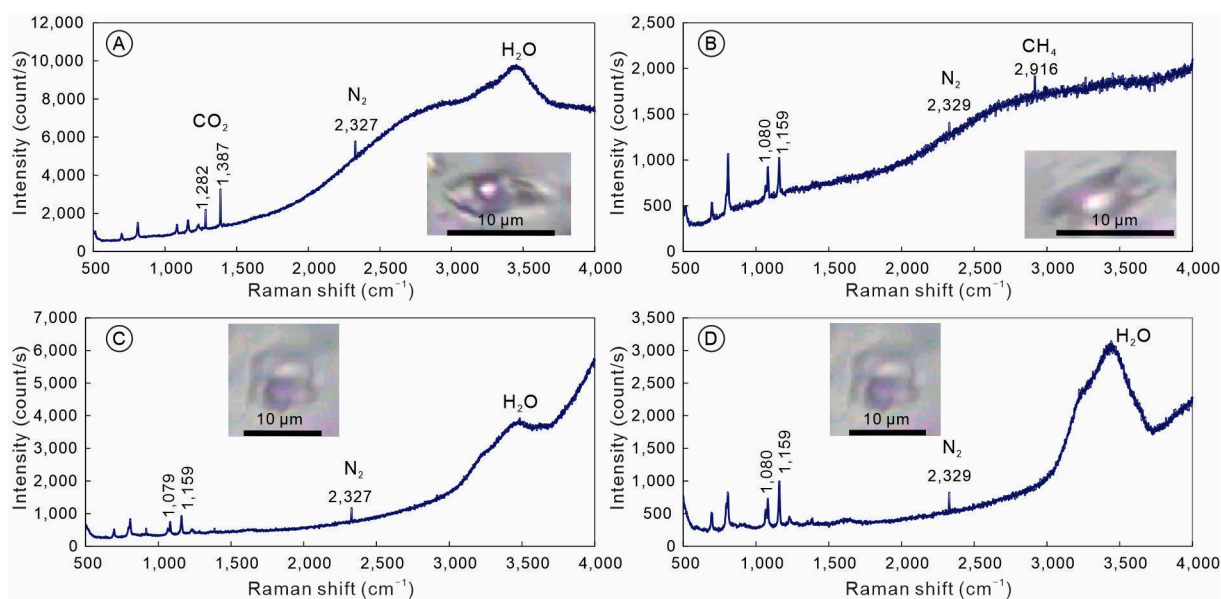 A
Intensity (count/s)
12,000
10,000
8,000
6,000
4,000
2,000
0
CO₂
1,282
1,387
N₂
2,327
H₂O
10 µm
500 1,000 1,500 2,000 2,500 3,000 3,500 4,000
Raman shift (cm⁻¹)
B
Intensity (count/s)
2,500
2,000
1,500
1,000
500
0
1,080
1,159
N₂
2,329
CH₄
2,916
10 µm
500 1,000 1,500 2,000 2,500 3,000 3,500 4,000
Raman shift (cm⁻¹)
C
Intensity (count/s)
7,000
6,000
5,000
4,000
3,000
2,000
1,000
0
10 µm
1,079
1,159
N₂
2,327
H₂O
500 1,000 1,500 2,000 2,500 3,000 3,500 4,000
Raman shift (cm⁻¹)
D
Intensity (count/s)
3,500
3,000
2,500
2,000
1,500
1,000
500
0
10 µm
1,080
1,159
N₂
2,329
H₂O
500 1,000 1,500 2,000 2,500 3,000 3,500 4,000
Raman shift (cm⁻¹)